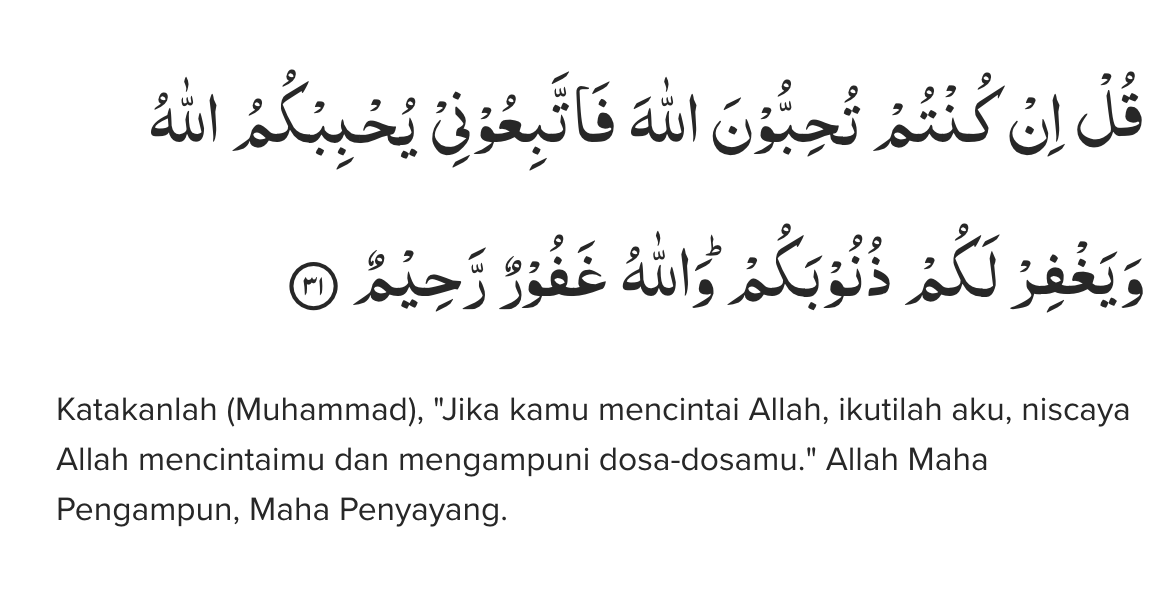 قُلْ اِنْ كُنْتُمْ تُحِبُّوْنَ اللّٰهَ فَاتَّبِعُوْنِيْ يُحْبِبْكُمُ اللّٰهُ
وَيَغْفِرْ لَكُمْ ذُنُوْبَكُمْ ۗوَاللّٰهُ غَفُوْرٌ رَّحِيْمٌ ٣١
Katakanlah (Muhammad), "Jika kamu mencintai Allah, ikutilah aku, niscaya
Allah mencintaimu dan mengampuni dosa-dosamu." Allah Maha
Pengampun, Maha Penyayang.